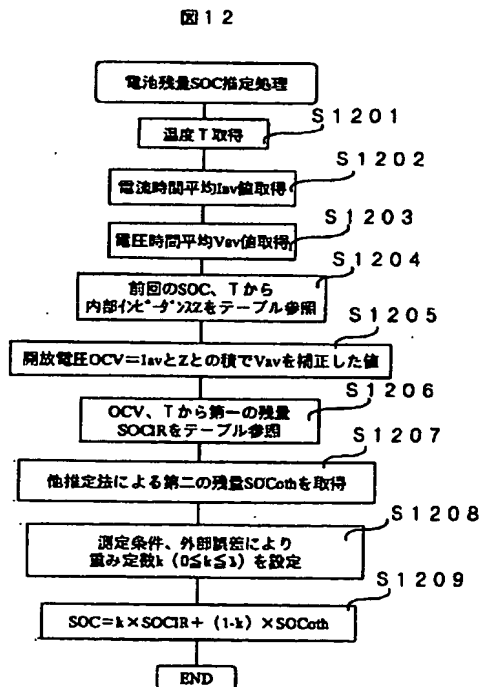 図１２
電池残量SOC推定処理
S１２０１
温度T取得
S１２０２
電流時間平均Iav値取得
S１２０３
電圧時間平均Vav値取得
S１２０４
前回のSOC、Tから
内部インピーダンスZをテーブル参照
S１２０５
開放電圧OCV＝IavとZとの積でVavを補正した値
S１２０６
OCV、Tから第一の残量
SOCIRをテーブル参照
S１２０７
他推定法による第二の残量SOCothを取得
S１２０８
測定条件、外部誤差により
重み定数k（0≦k≦1）を設定
S１２０９
SOC＝k×SOCIR＋（1-k）×SOCoth
END